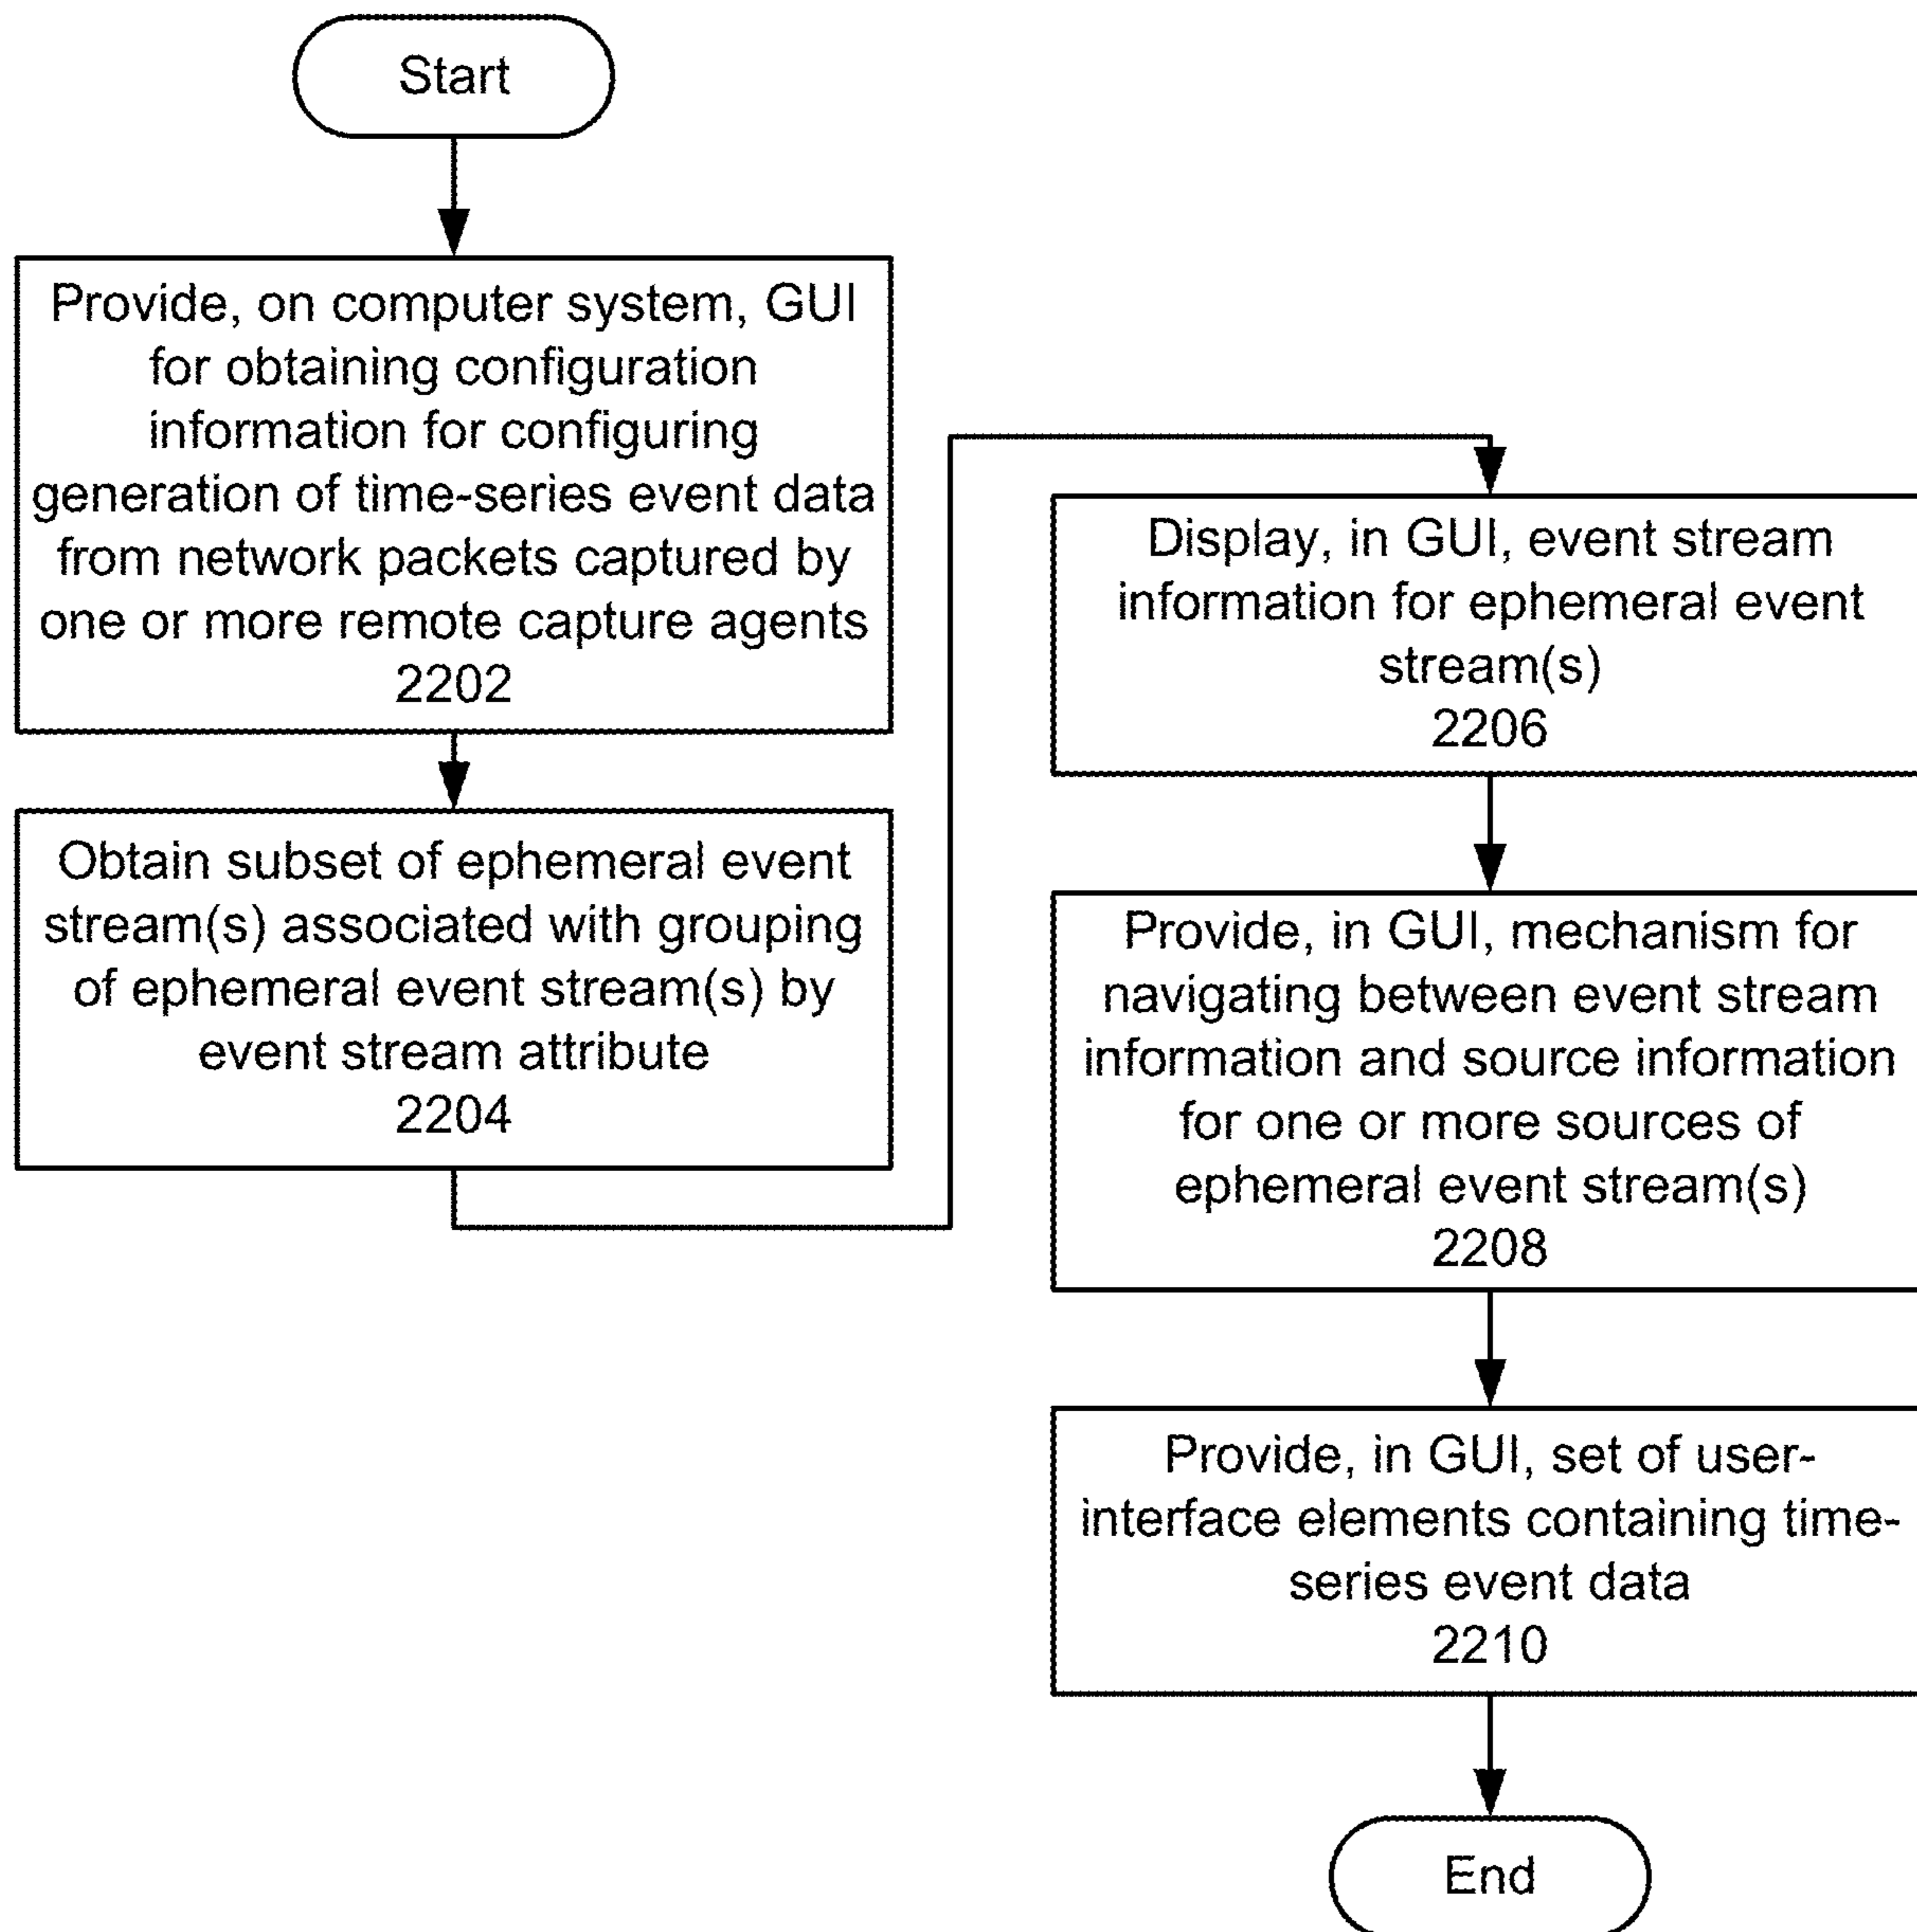 Start
Provide, on computer system, GUI
for obtaining configuration
information for configuring
generation of time-series event data
from network packets captured by
one or more remote capture agents
2202
Obtain subset of ephemeral event
stream(s) associated with grouping
of ephemeral event stream(s) by
event stream attribute
2204
Display, in GUI, event stream
information for ephemeral event
stream(s)
2206
Provide, in GUI, mechanism for
navigating between event stream
information and source information
for one or more sources of
ephemeral event stream(s)
2208
Provide, in GUI, set of user-
interface elements containing time-
series event data
2210
End